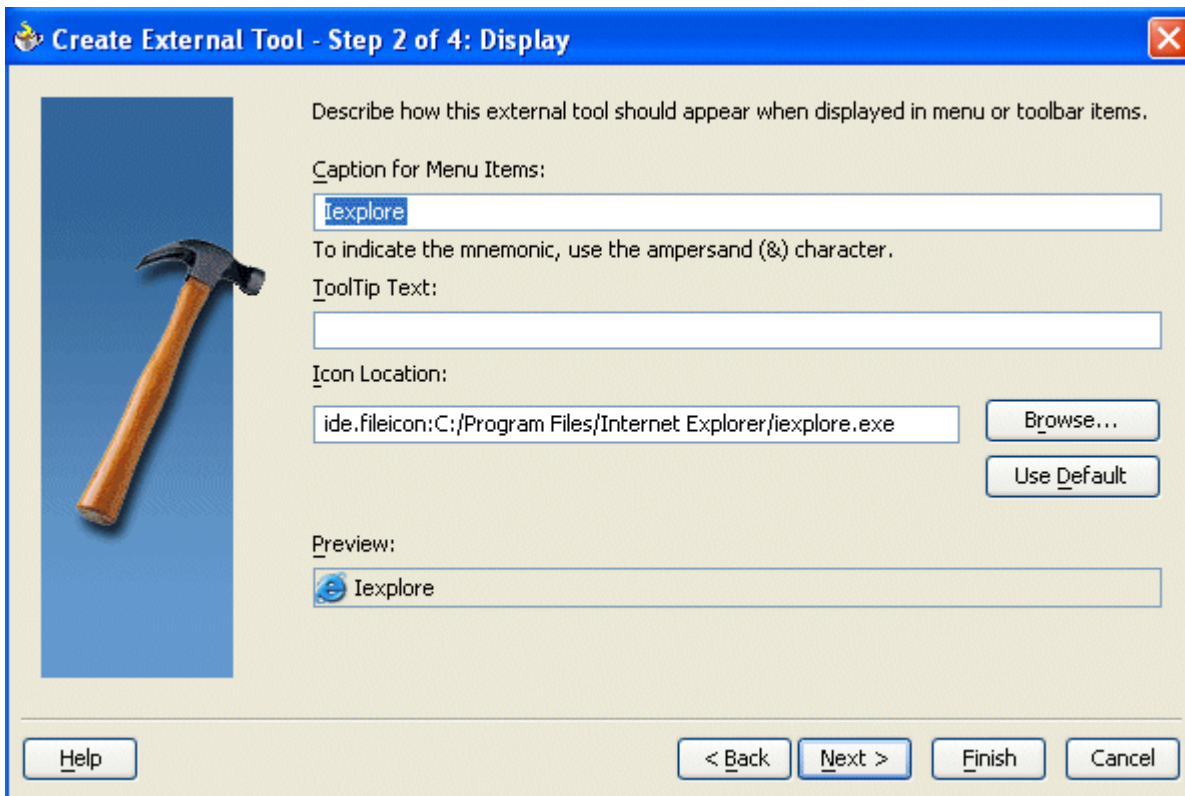 Create External Tool - Step 2 of 4: Display
Describe how this external tool should appear when displayed in menu or toolbar items.
Caption for Menu Items:
Iexplore
To indicate the mnemonic, use the ampersand (&) character.
ToolTip Text:
Icon Location:
ide.fileicon:C:/Program Files/Internet Explorer/iexplore.exe
Browse...
Use Default
Preview:
Iexplore
Help
< Back
Next >
Finish
Cancel